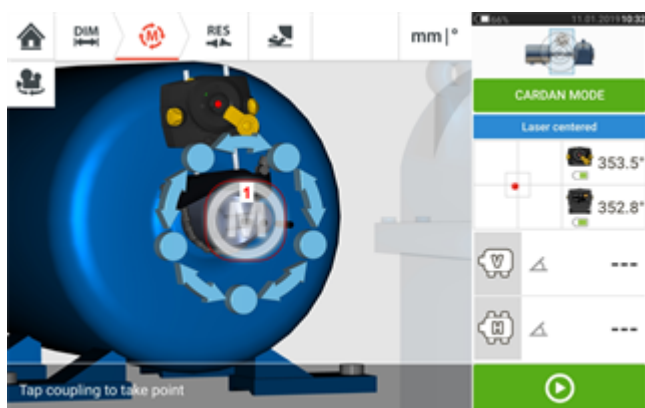 DIM
M
RES
mm|°
66%
11.01.2019 10:32
CARDAN MODE
Laser centered
353.5°
352.8°
1
M
V
---
H
---
Tap coupling to take point